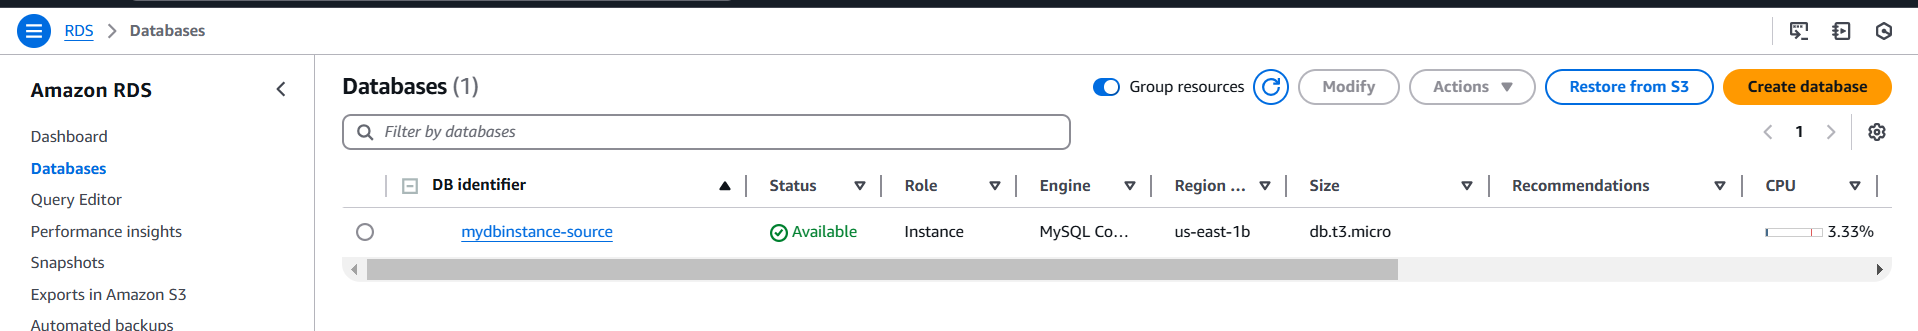 RDS > Databases
Amazon RDS
Dashboard
Databases
Query Editor
Performance insights
Snapshots
Exports in Amazon S3
Automated backups
Databases (1)
Group resources
Modify
Actions
Restore from S3
Create database
Filter by databases
1
DB identifier Status Role Engine Region ... Size Recommendations CPU
mydbinstance-source Available Instance MySQL Co... us-east-1b db.t3.micro 3.33%